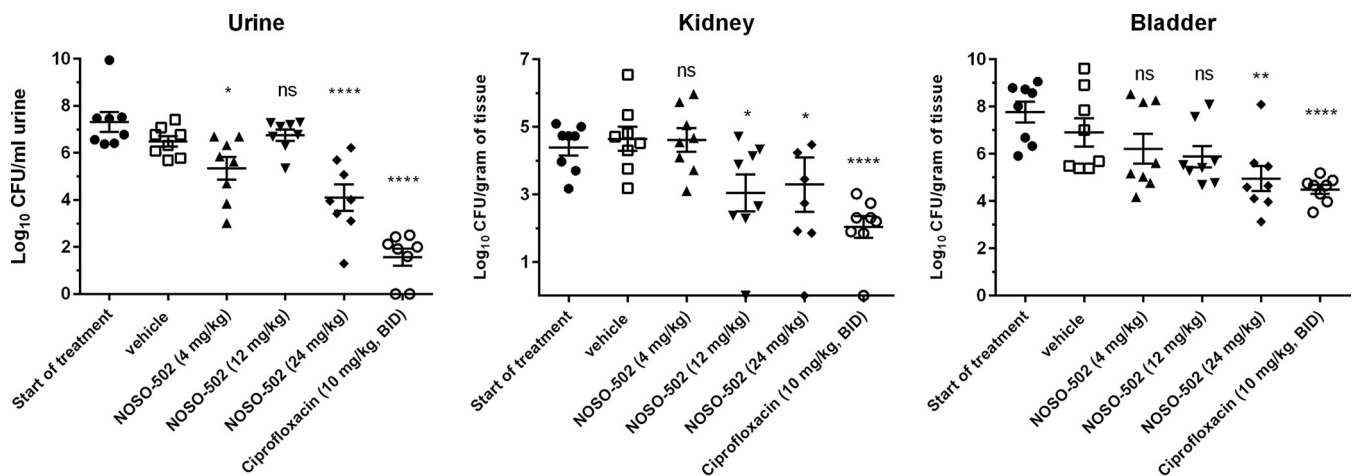 Urine
Log10 CFU/ml urine
10
8
6
4
2
0
*
ns
****
****
Start of treatment
vehicle
NOSO-502 (4 mg/kg)
NOSO-502 (12 mg/kg)
NOSO-502 (24 mg/kg)
Ciprofloxacin (10 mg/kg, BID)
Kidney
Log10 CFU/gram of tissue
7
5
3
1
ns
*
*
****
Start of treatment
vehicle
NOSO-502 (4 mg/kg)
NOSO-502 (12 mg/kg)
NOSO-502 (24 mg/kg)
Ciprofloxacin (10 mg/kg, BID)
Bladder
Log10 CFU/gram of tissue
10
8
6
4
2
0
ns
ns
**
****
Start of treatment
vehicle
NOSO-502 (4 mg/kg)
NOSO-502 (12 mg/kg)
NOSO-502 (24 mg/kg)
Ciprofloxacin (10 mg/kg, BID)